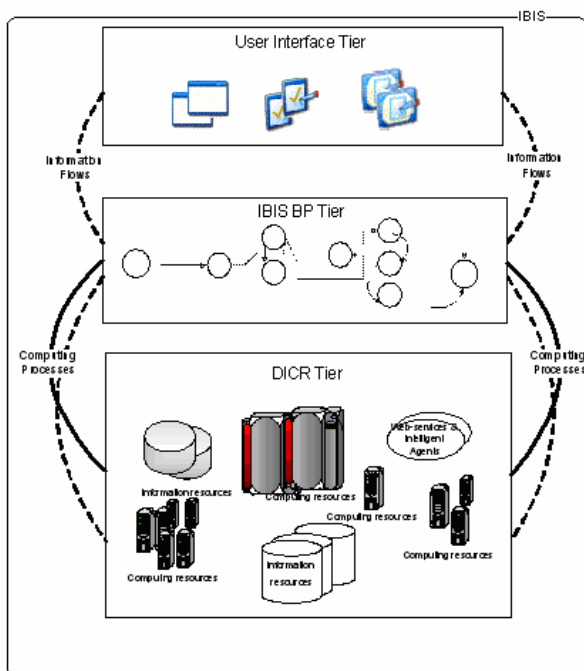 IBIS
User Interface Tier
Information
Flows
Information
Flows
IBIS BP Tier
Computing
Processes
Computing
Processes
DICR Tier
Web-services &
Intelligent
Agents
Information resources
Computing resources
Computing resources
Computing resources
Computing resources
Information
resources